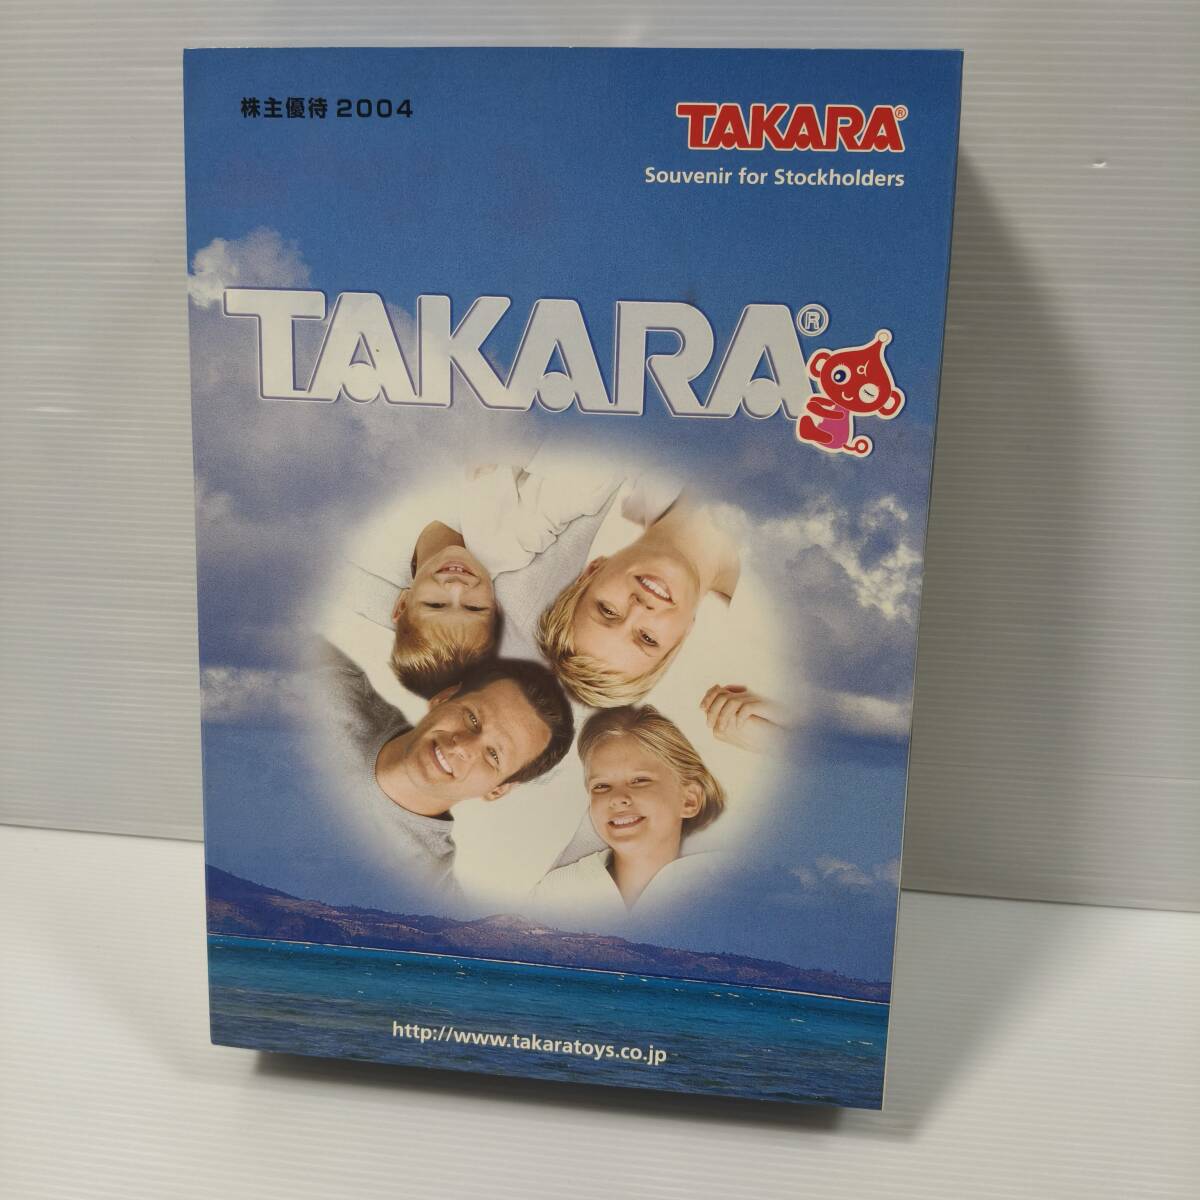 株主優待 2004
TAKARA®
Souvenir for Stockholders
TAKARA®
d
http://www.takaratoys.co.jp